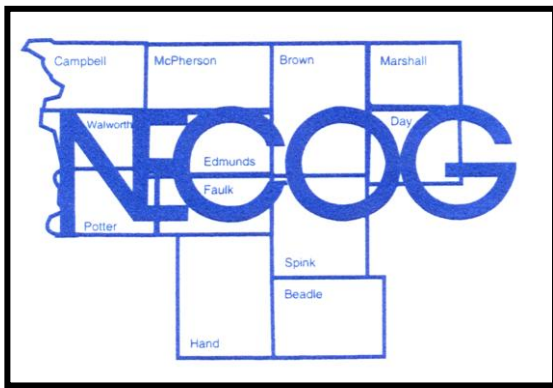 Campbell McPherson Brown Marshall
NECOG
Walworth Day
Edmunds
Faulk
Potter
Spink
Beadle
Hand